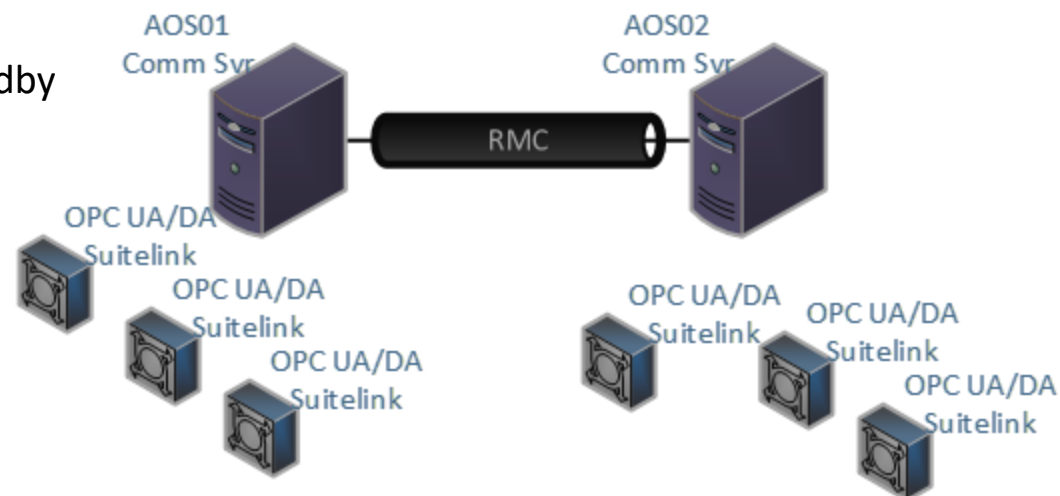 AOS01
Comm Svr
AOS02
Comm Svr
dby
RMC
OPC UA/DA
Suitelink
OPC UA/DA
Suitelink
OPC UA/DA
Suitelink
OPC UA/DA
Suitelink
OPC UA/DA
Suitelink
OPC UA/DA
Suitelink